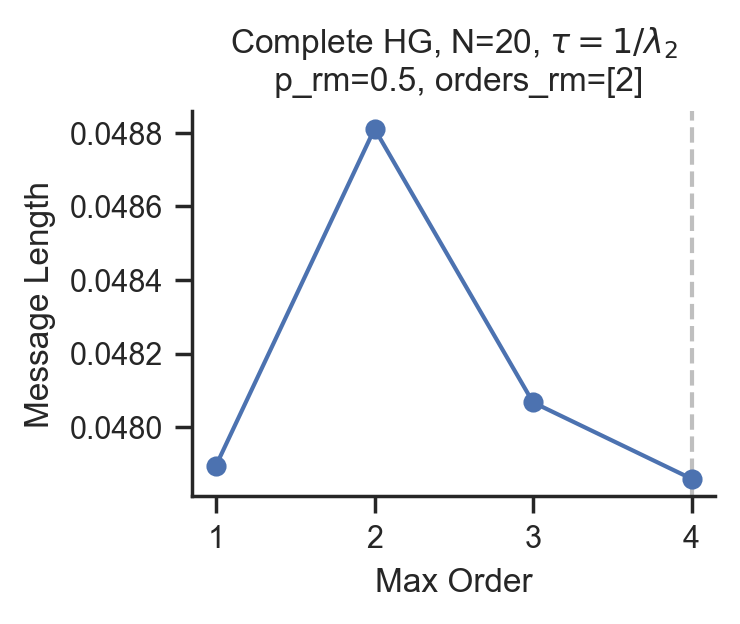 Complete HG, N=20, τ = 1/λ₂
p_rm=0.5, orders_rm=[2]
Message Length
0.0488
0.0486
0.0484
0.0482
0.0480
1 2 3 4
Max Order